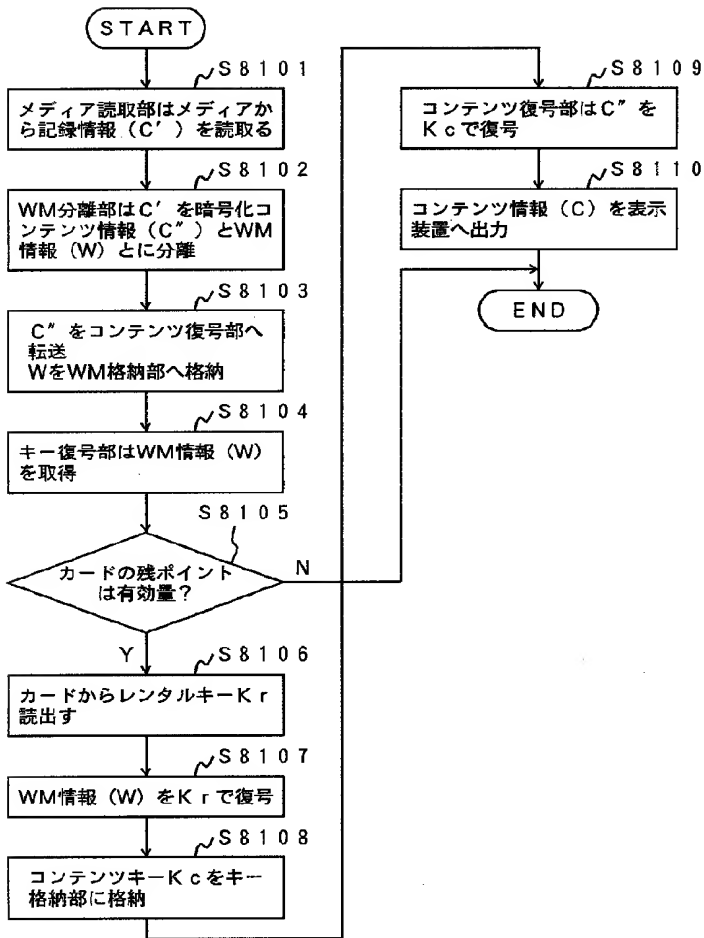 START
S8101
メディア読取部はメディアか
ら記録情報（C′）を読取る
S8102
WM分離部はC′を暗号化コ
ンテンツ情報（C″）とWM
情報（W）とに分離
S8103
C″をコンテンツ復号部へ
転送
WをWM格納部へ格納
S8104
キー復号部はWM情報（W）
を取得
S8105
カードの残ポイント
は有効量？
N
Y
S8106
カードからレンタルキーKr
読出す
S8107
WM情報（W）をKrで復号
S8108
コンテンツキーKcをキー
格納部に格納
S8109
コンテンツ復号部はC″を
Kcで復号
S8110
コンテンツ情報（C）を表示
装置へ出力
END